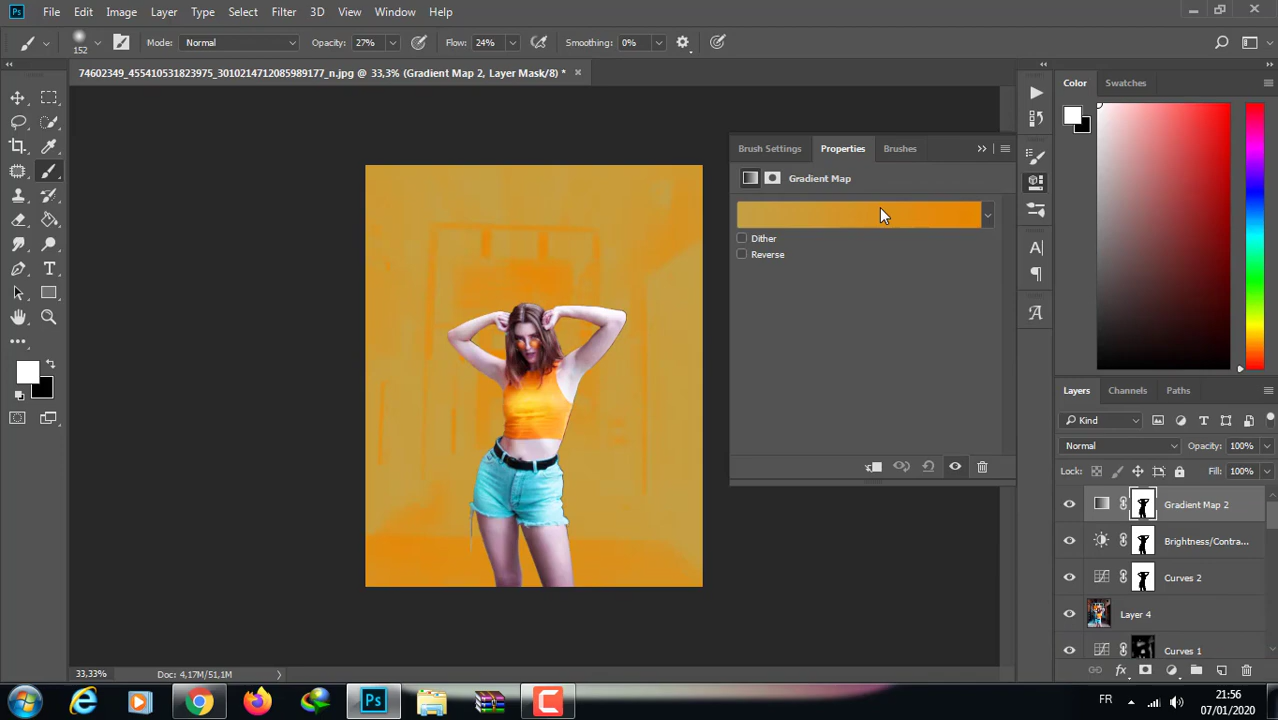 Ps File Edit Image Layer Type Select Filter 3D View Window Help
152 Mode: Normal Opacity: 27% Flow: 24% Smoothing: 0%
74602349_455410531823975_3010214712085989177_n.jpg @ 33,3% (Gradient Map 2, Layer Mask/8) *
Color Swatches
Brush Settings Properties Brushes
Gradient Map
Dither
Reverse
Layers Channels Paths
Kind
Normal Opacity: 100%
Lock: Fill: 100%
Gradient Map 2
Brightness/Contra...
Curves 2
Layer 4
Curves 1
33,33% Doc: 4,17M/51,1M
Ps FR 21:56
07/01/2020